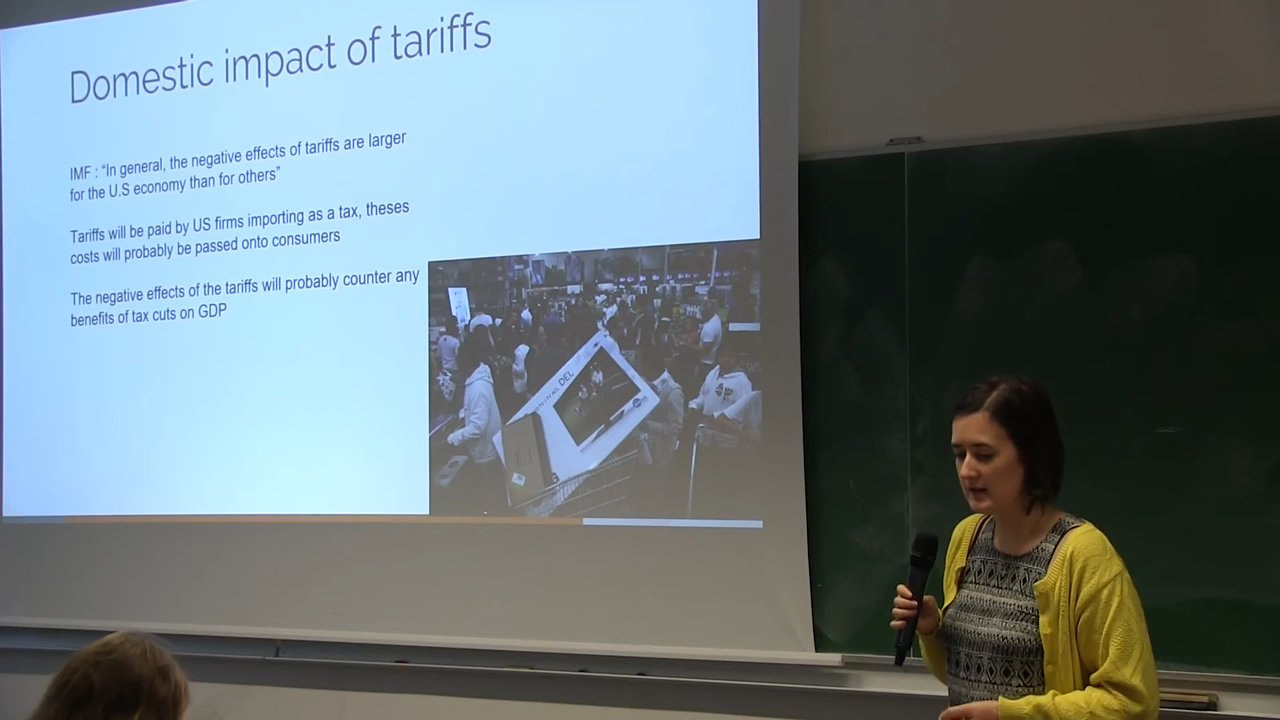 Domestic impact of tariffs
IMF : “In general, the negative effects of tariffs are larger
for the U.S economy than for others”
Tariffs will be paid by US firms importing as a tax, theses
costs will probably be passed onto consumers
The negative effects of the tariffs will probably counter any
benefits of tax cuts on GDP